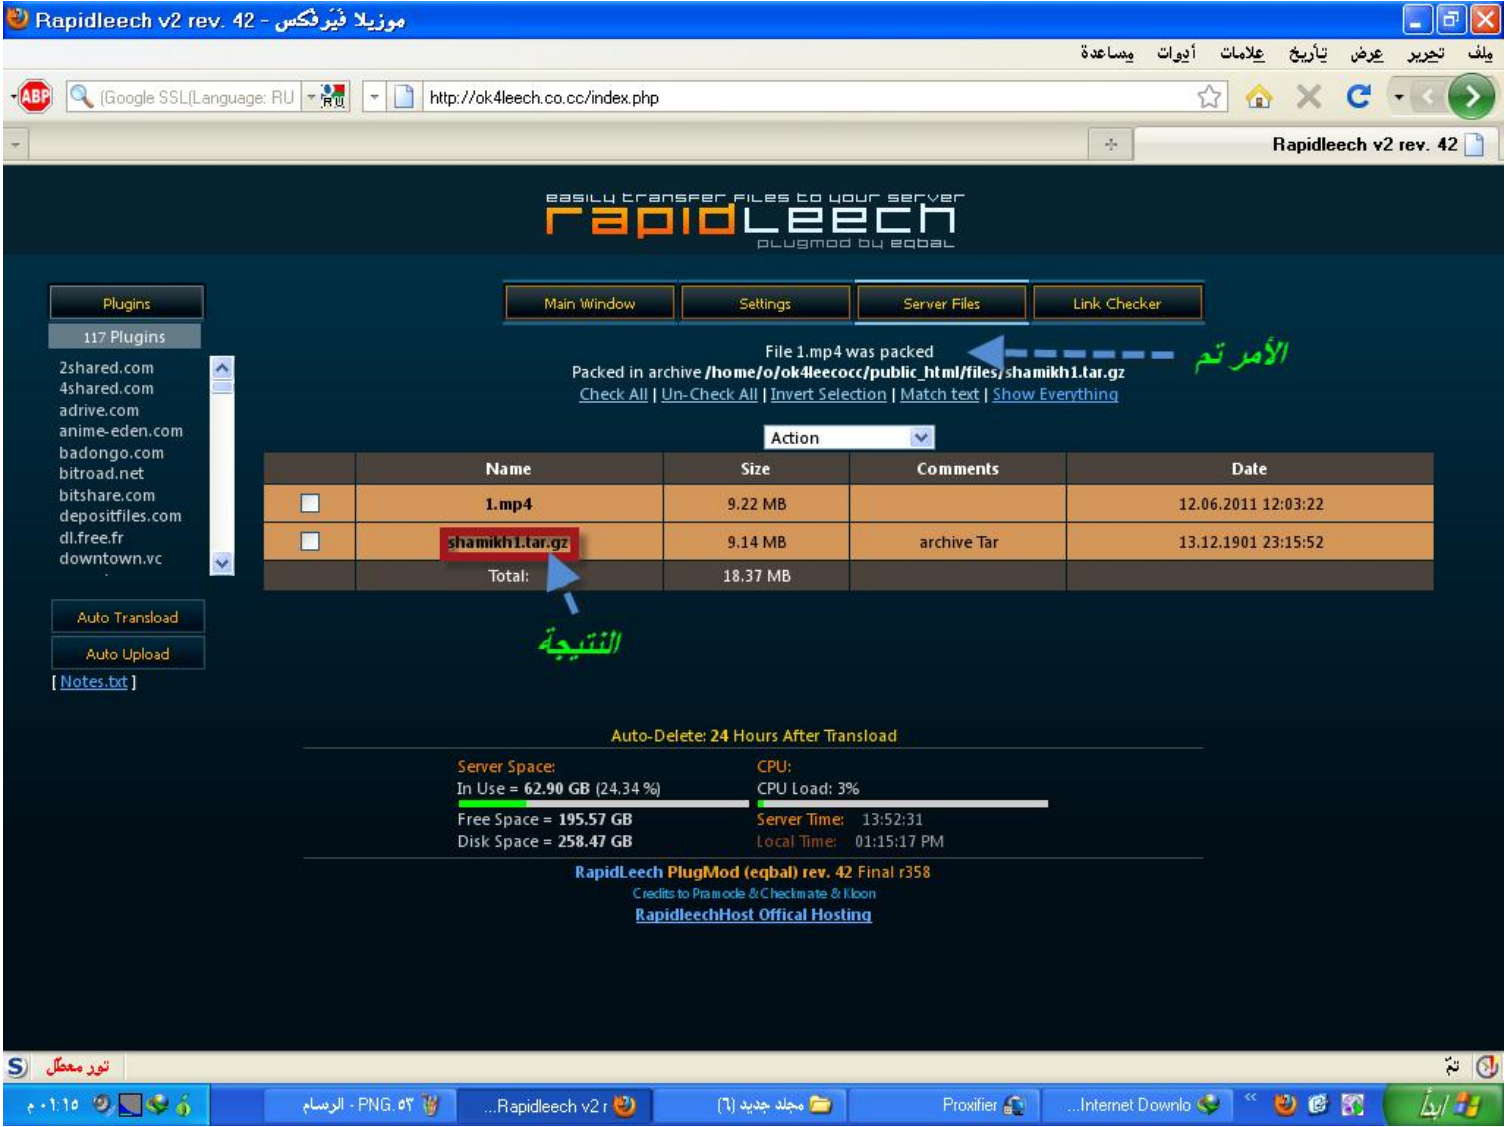 Rapidleech v2 rev. 42 - موزيلا فَيَرفُكس
ملف تحرير عرض تأريخ علامات أدوات مساعدة
ABP
(Google SSL(Language: RU
RU
http://ok4leech.co.cc/index.php
Rapidleech v2 rev. 42
easily transfer files to your server
rapidleech
plugmod by eqbal
Plugins
Main Window
Settings
Server Files
Link Checker
117 Plugins
2shared.com
4shared.com
adrive.com
anime-eden.com
badongo.com
bitroad.net
bitshare.com
depositfiles.com
dl.free.fr
downtown.vc
File 1.mp4 was packed
الأمر تم
Packed in archive /home/o/ok4leecocc/public_html/files/shamikh1.tar.gz
Check All | Un-Check All | Invert Selection | Match text | Show Everything
Action
Name Size Comments Date
1.mp4 9.22 MB 12.06.2011 12:03:22
shamikh1.tar.gz 9.14 MB archive Tar 13.12.1901 23:15:52
Total: 18.37 MB
النتيجة
Auto Transload
Auto Upload
[ Notes.txt ]
Auto-Delete: 24 Hours After Transload
Server Space:
In Use = 62.90 GB (24.34 %)
Free Space = 195.57 GB
Disk Space = 258.47 GB
CPU:
CPU Load: 3%
Server Time: 13:52:31
Local Time: 01:15:17 PM
RapidLeech PlugMod (eqbal) rev. 42 Final r358
Credits to Pramode & Checkmate & Kloon
RapidleechHost Offical Hosting
تمّ
تور معطّل
ابدأ
...Internet Downlo
Proxifier
مجلد جديد (٦)
...Rapidleech v2 r
٥٣.PNG - الرسام
٠١:١٥ م